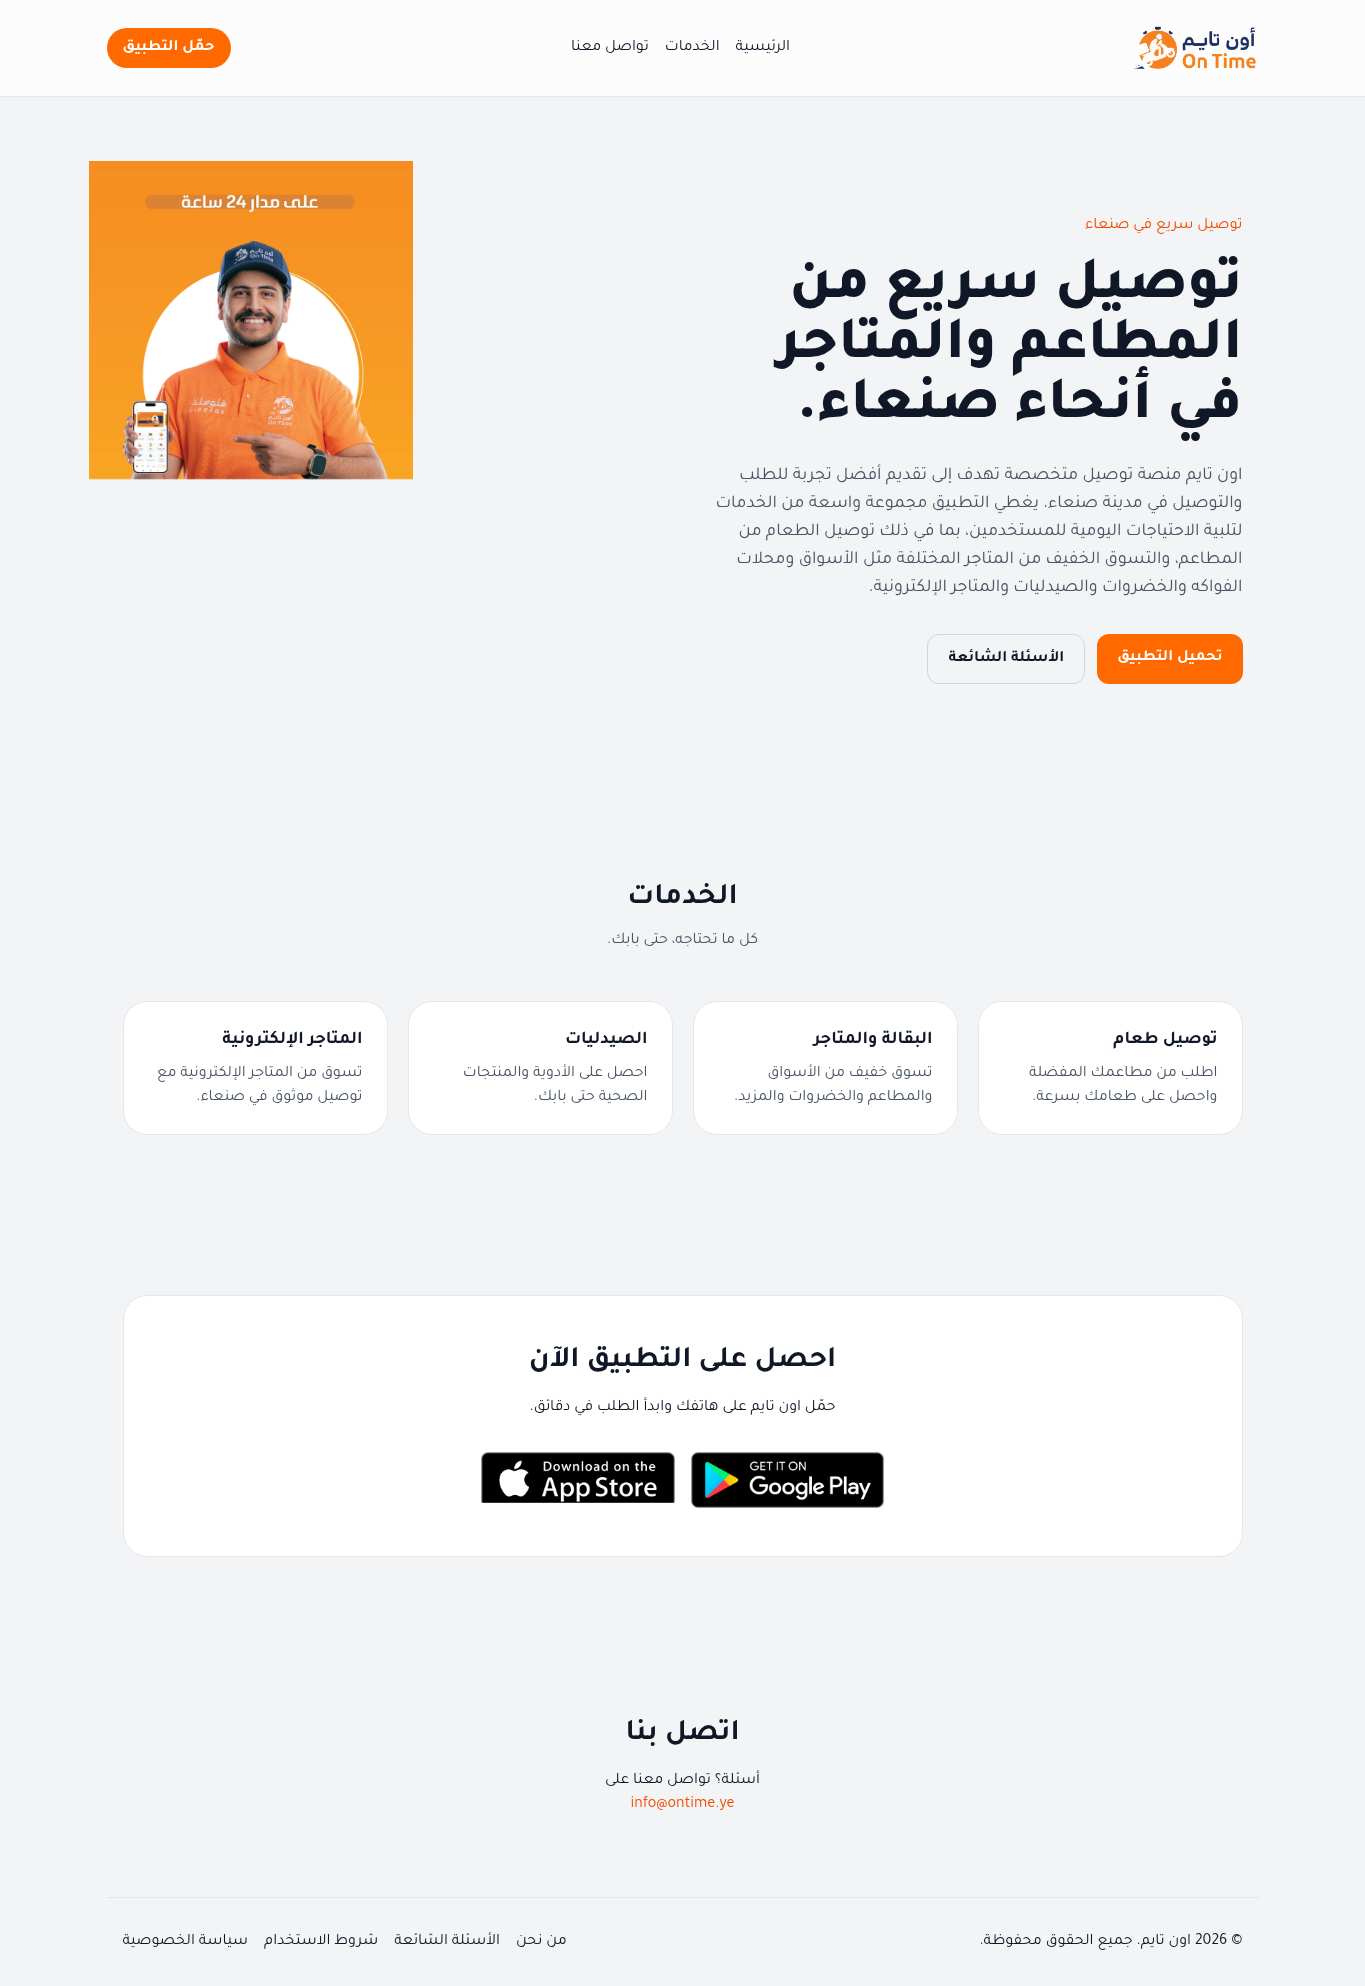 أون تايم
On Time
الرئيسية
الخدمات
تواصل معنا
حمّل التطبيق
توصيل سريع في صنعاء
توصيل سريع من
المطاعم والمتاجر
في أنحاء صنعاء.
اون تايم منصة توصيل متخصصة تهدف إلى تقديم أفضل تجربة للطلب
والتوصيل في مدينة صنعاء. يغطي التطبيق مجموعة واسعة من الخدمات
لتلبية الاحتياجات اليومية للمستخدمين، بما في ذلك توصيل الطعام من
المطاعم، والتسوق الخفيف من المتاجر المختلفة مثل الأسواق ومحلات
الفواكه والخضروات والصيدليات والمتاجر الإلكترونية.
تحميل التطبيق
الأسئلة الشائعة
على مدار 24 ساعة
أون تايم
On Time
أون تايم
On Time
الخدمات
كل ما تحتاجه، حتى بابك.
توصيل طعام
اطلب من مطاعمك المفضلة
واحصل على طعامك بسرعة.
البقالة والمتاجر
تسوق خفيف من الأسواق
والمطاعم والخضروات والمزيد.
الصيدليات
احصل على الأدوية والمنتجات
الصحية حتى بابك.
المتاجر الإلكترونية
تسوق من المتاجر الإلكترونية مع
توصيل موثوق في صنعاء.
احصل على التطبيق الآن
حمّل اون تايم على هاتفك وابدأ الطلب في دقائق.
GET IT ON
Google Play
Download on the
App Store
اتصل بنا
أسئلة؟ تواصل معنا على
info@ontime.ye
© 2026 اون تايم. جميع الحقوق محفوظة.
من نحن
الأسئلة الشائعة
شروط الاستخدام
سياسة الخصوصية